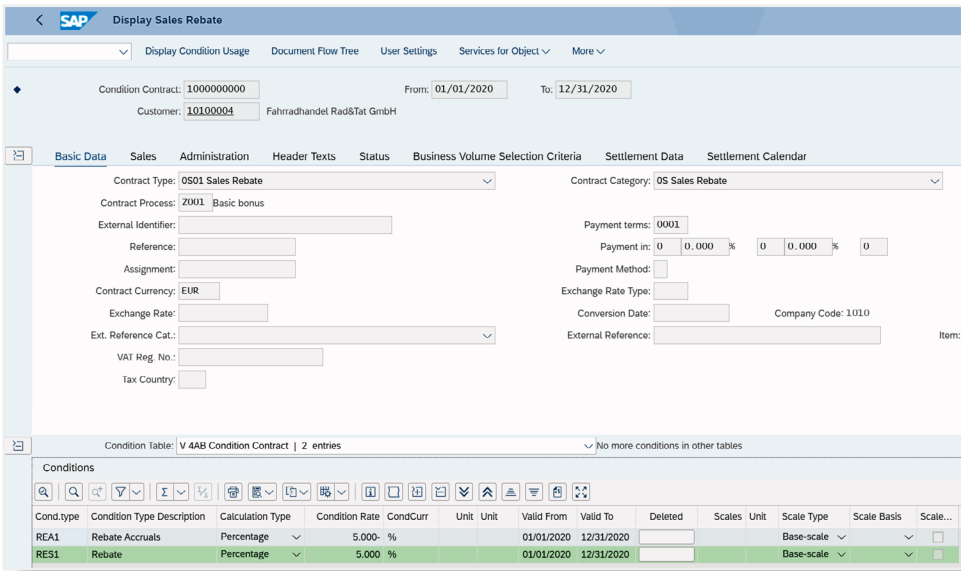 SAP Display Sales Rebate
Display Condition Usage Document Flow Tree User Settings Services for Object More
Condition Contract: 1000000000 From: 01/01/2020 To: 12/31/2020
Customer: 10100004 Fahrradhandel Rad&Tat GmbH
Basic Data Sales Administration Header Texts Status Business Volume Selection Criteria Settlement Data Settlement Calendar
Contract Type: 0S01 Sales Rebate Contract Category: 0S Sales Rebate
Contract Process: Z001 Basic bonus
External Identifier: Payment terms: 0001
Reference: Payment in: 0 0.000 % 0 0.000 % 0
Assignment: Payment Method:
Contract Currency: EUR Exchange Rate Type:
Exchange Rate: Conversion Date: Company Code: 1010
Ext. Reference Cat.: External Reference: Item:
VAT Reg. No.:
Tax Country:
Condition Table: V 4AB Condition Contract | 2 entries No more conditions in other tables
Conditions
Cond.type Condition Type Description Calculation Type Condition Rate CondCurr Unit Unit Valid From Valid To Deleted Scales Unit Scale Type Scale Basis Scale...
REA1 Rebate Accruals Percentage 5.000- % 01/01/2020 12/31/2020 Base-scale
RES1 Rebate Percentage 5.000 % 01/01/2020 12/31/2020 Base-scale